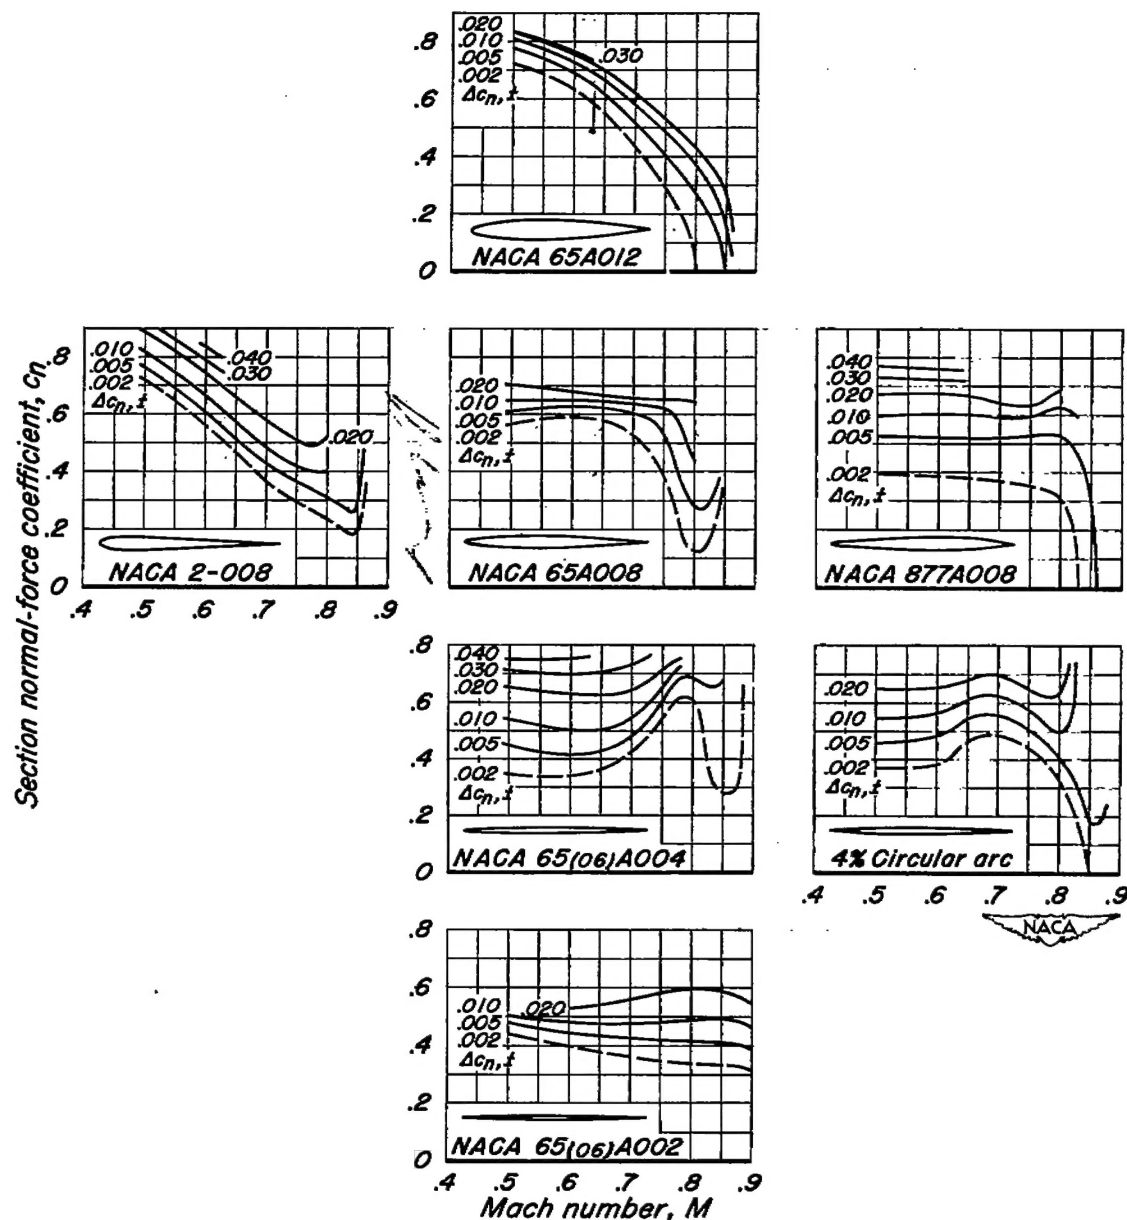 .020
.010
.005
.002
Δcn,±
.030
.8
.6
.4
.2
0
NACA 65A012
Section normal-force coefficient, cn
.8
.6
.4
.2
0
.010
.005
.002
Δcn,±
.040
.030
.020
NACA 2-008
.4 .5 .6 .7 .8 .9
.020
.010
.005
.002
Δcn,±
NACA 65A008
.040
.030
.020
.010
.005
.002
Δcn,±
NACA 877A008
.8
.6
.4
.2
0
.040
.030
.020
.010
.005
.002
Δcn,±
NACA 65(06)A004
.020
.010
.005
.002
Δcn,±
4% Circular arc
.4 .5 .6 .7 .8 .9
NACA
.8
.6
.4
.2
0
.010
.005
.002
Δcn,±
.020
NACA 65(06)A002
.4 .5 .6 .7 .8 .9
Mach number, M